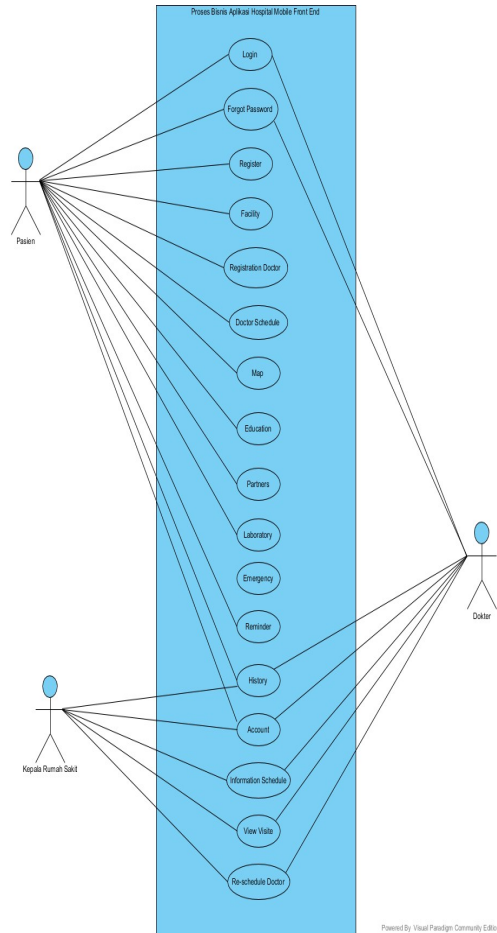 Proses Bisnis Aplikasi Hospital Mobile Front End
Login
Forgot Password
Register
Pasien
Facility
Registration Doctor
Doctor Schedule
Map
Education
Partners
Laboratory
Emergency
Dokter
Reminder
History
Account
Kepala Rumah Sakit
Information Schedule
View Visite
Re-schedule Doctor
Powered By Visual Paradigm Community Editio